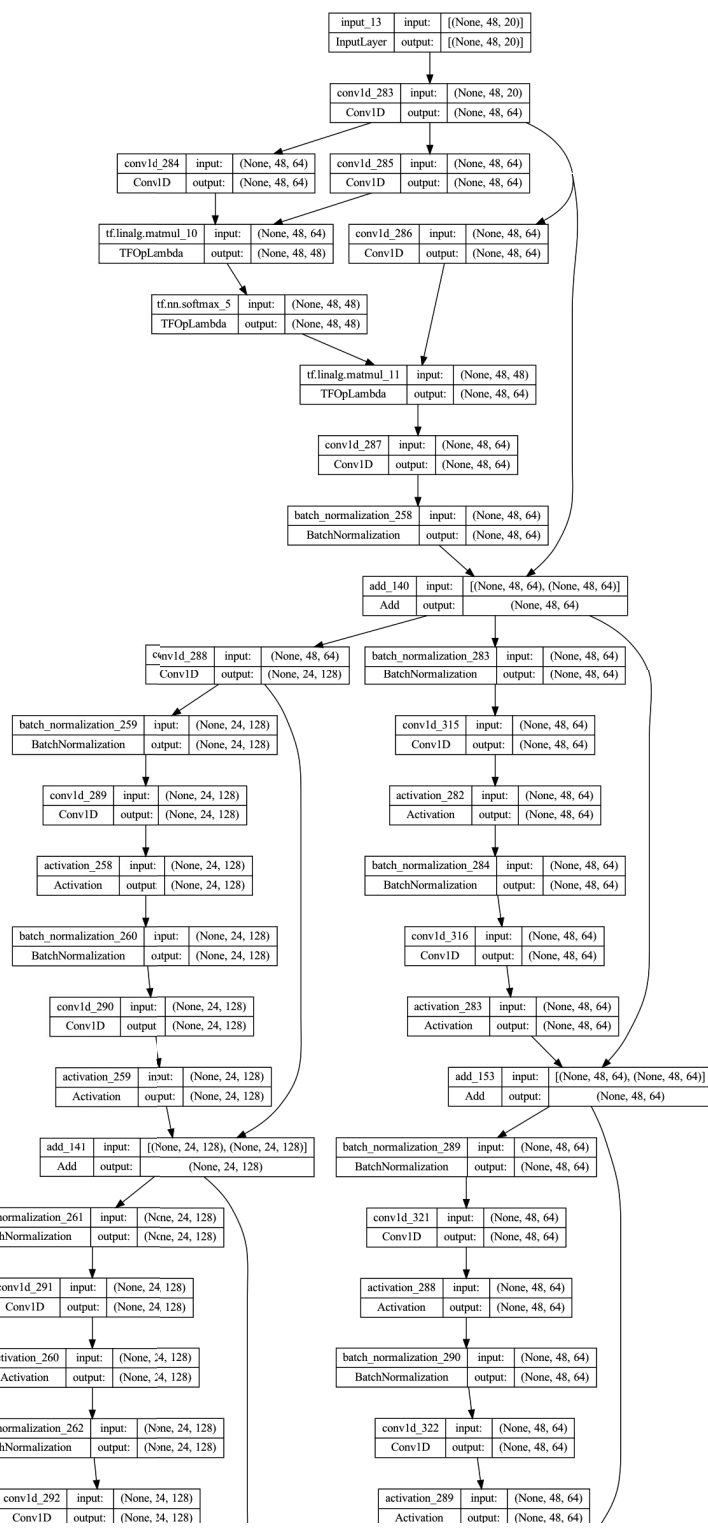 input_13 input: [(None, 48, 20)]
InputLayer output: [(None, 48, 20)]
conv1d_283 input: (None, 48, 20)
Conv1D output: (None, 48, 64)
conv1d_284 input: (None, 48, 64)
Conv1D output: (None, 48, 64)
conv1d_285 input: (None, 48, 64)
Conv1D output: (None, 48, 64)
tf.linalg.matmul_10 input: (None, 48, 64)
TFOpLambda output: (None, 48, 48)
conv1d_286 input: (None, 48, 64)
Conv1D output: (None, 48, 64)
tf.nn.softmax_5 input: (None, 48, 48)
TFOpLambda output: (None, 48, 48)
tf.linalg.matmul_11 input: (None, 48, 48)
TFOpLambda output: (None, 48, 64)
conv1d_287 input: (None, 48, 64)
Conv1D output: (None, 48, 64)
batch_normalization_258 input: (None, 48, 64)
BatchNormalization output: (None, 48, 64)
add_140 input: [(None, 48, 64), (None, 48, 64)]
Add output: (None, 48, 64)
conv1d_288 input: (None, 48, 64)
Conv1D output: (None, 24, 128)
batch_normalization_283 input: (None, 48, 64)
BatchNormalization output: (None, 48, 64)
batch_normalization_259 input: (None, 24, 128)
BatchNormalization output: (None, 24, 128)
conv1d_315 input: (None, 48, 64)
Conv1D output: (None, 48, 64)
conv1d_289 input: (None, 24, 128)
Conv1D output: (None, 24, 128)
activation_282 input: (None, 48, 64)
Activation output: (None, 48, 64)
activation_258 input: (None, 24, 128)
Activation output: (None, 24, 128)
batch_normalization_284 input: (None, 48, 64)
BatchNormalization output: (None, 48, 64)
batch_normalization_260 input: (None, 24, 128)
BatchNormalization output: (None, 24, 128)
conv1d_316 input: (None, 48, 64)
Conv1D output: (None, 48, 64)
conv1d_290 input: (None, 24, 128)
Conv1D output (None, 24, 128)
activation_283 input: (None, 48, 64)
Activation output: (None, 48, 64)
activation_259 input: (None, 24, 128)
Activation output: (None, 24, 128)
add_153 input: [(None, 48, 64), (None, 48, 64)]
Add output: (None, 48, 64)
add_141 input: [(None, 24, 128), (None, 24, 128)]
Add output: (None, 24, 128)
batch_normalization_289 input: (None, 48, 64)
BatchNormalization output: (None, 48, 64)
normalization_261 input: (None, 24, 128)
hNormalization output: (None, 24, 128)
conv1d_321 input: (None, 48, 64)
Conv1D output: (None, 48, 64)
conv1d_291 input: (None, 24, 128)
Conv1D output: (None, 24, 128)
activation_288 input: (None, 48, 64)
Activation output: (None, 48, 64)
tivation_260 input: (None, 24, 128)
Activation output: (None, 24, 128)
batch_normalization_290 input: (None, 48, 64)
BatchNormalization output: (None, 48, 64)
normalization_262 input: (None, 24, 128)
hNormalization output: (None, 24, 128)
conv1d_322 input: (None, 48, 64)
Conv1D output: (None, 48, 64)
conv1d_292 input: (None, 24, 128)
Conv1D output: (None, 24, 128)
activation_289 input: (None, 48, 64)
Activation output: (None, 48, 64)